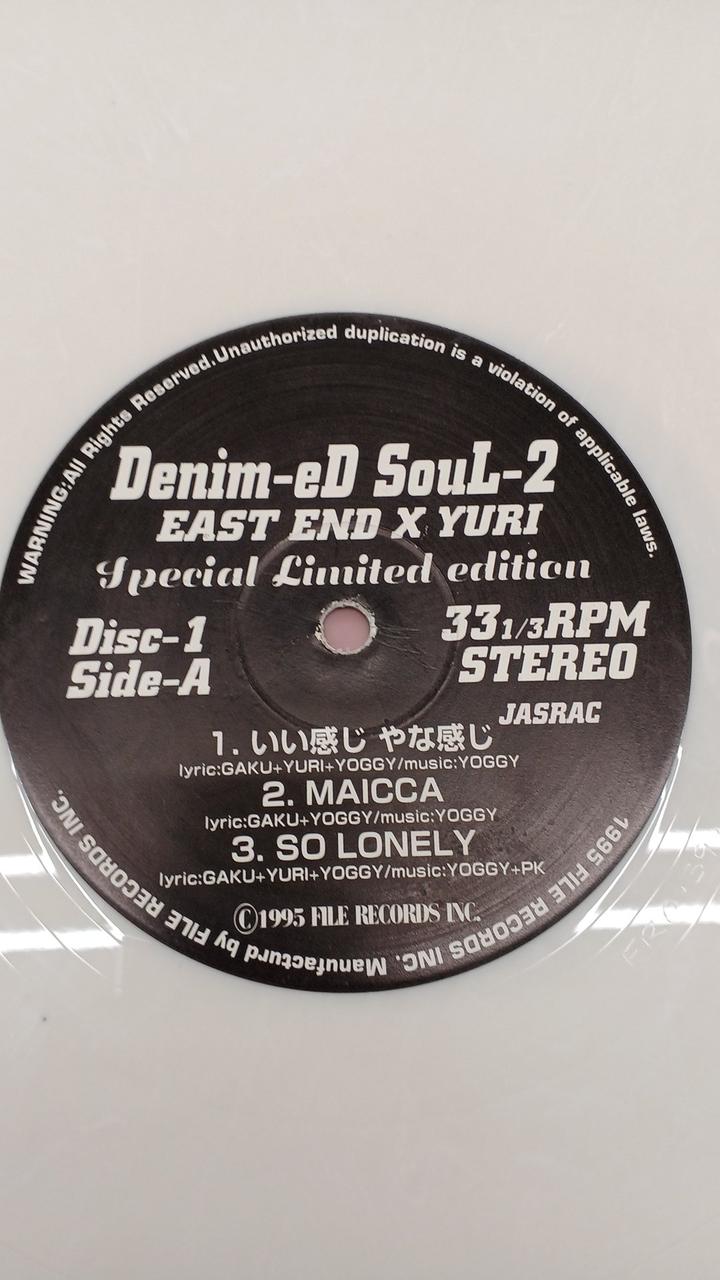 WARNING:All Rights Reserved.Unauthorized duplication is a violation of applicable laws.
Denim-eD SouL-2
EAST END X YURI
Special Limited edition
Disc-1
Side-A
33 1/3 RPM
STEREO
JASRAC
1. いい感じ やな感じ
lyric:GAKU+YURI+YOGGY/music:YOGGY
2. MAICCA
lyric:GAKU+YOGGY/music:YOGGY
3. SO LONELY
lyric:GAKU+YURI+YOGGY/music:YOGGY+PK
©1995 FILE RECORDS INC.
1995 FILE RECORDS INC. Manufacturd by FILE RECORDS INC.